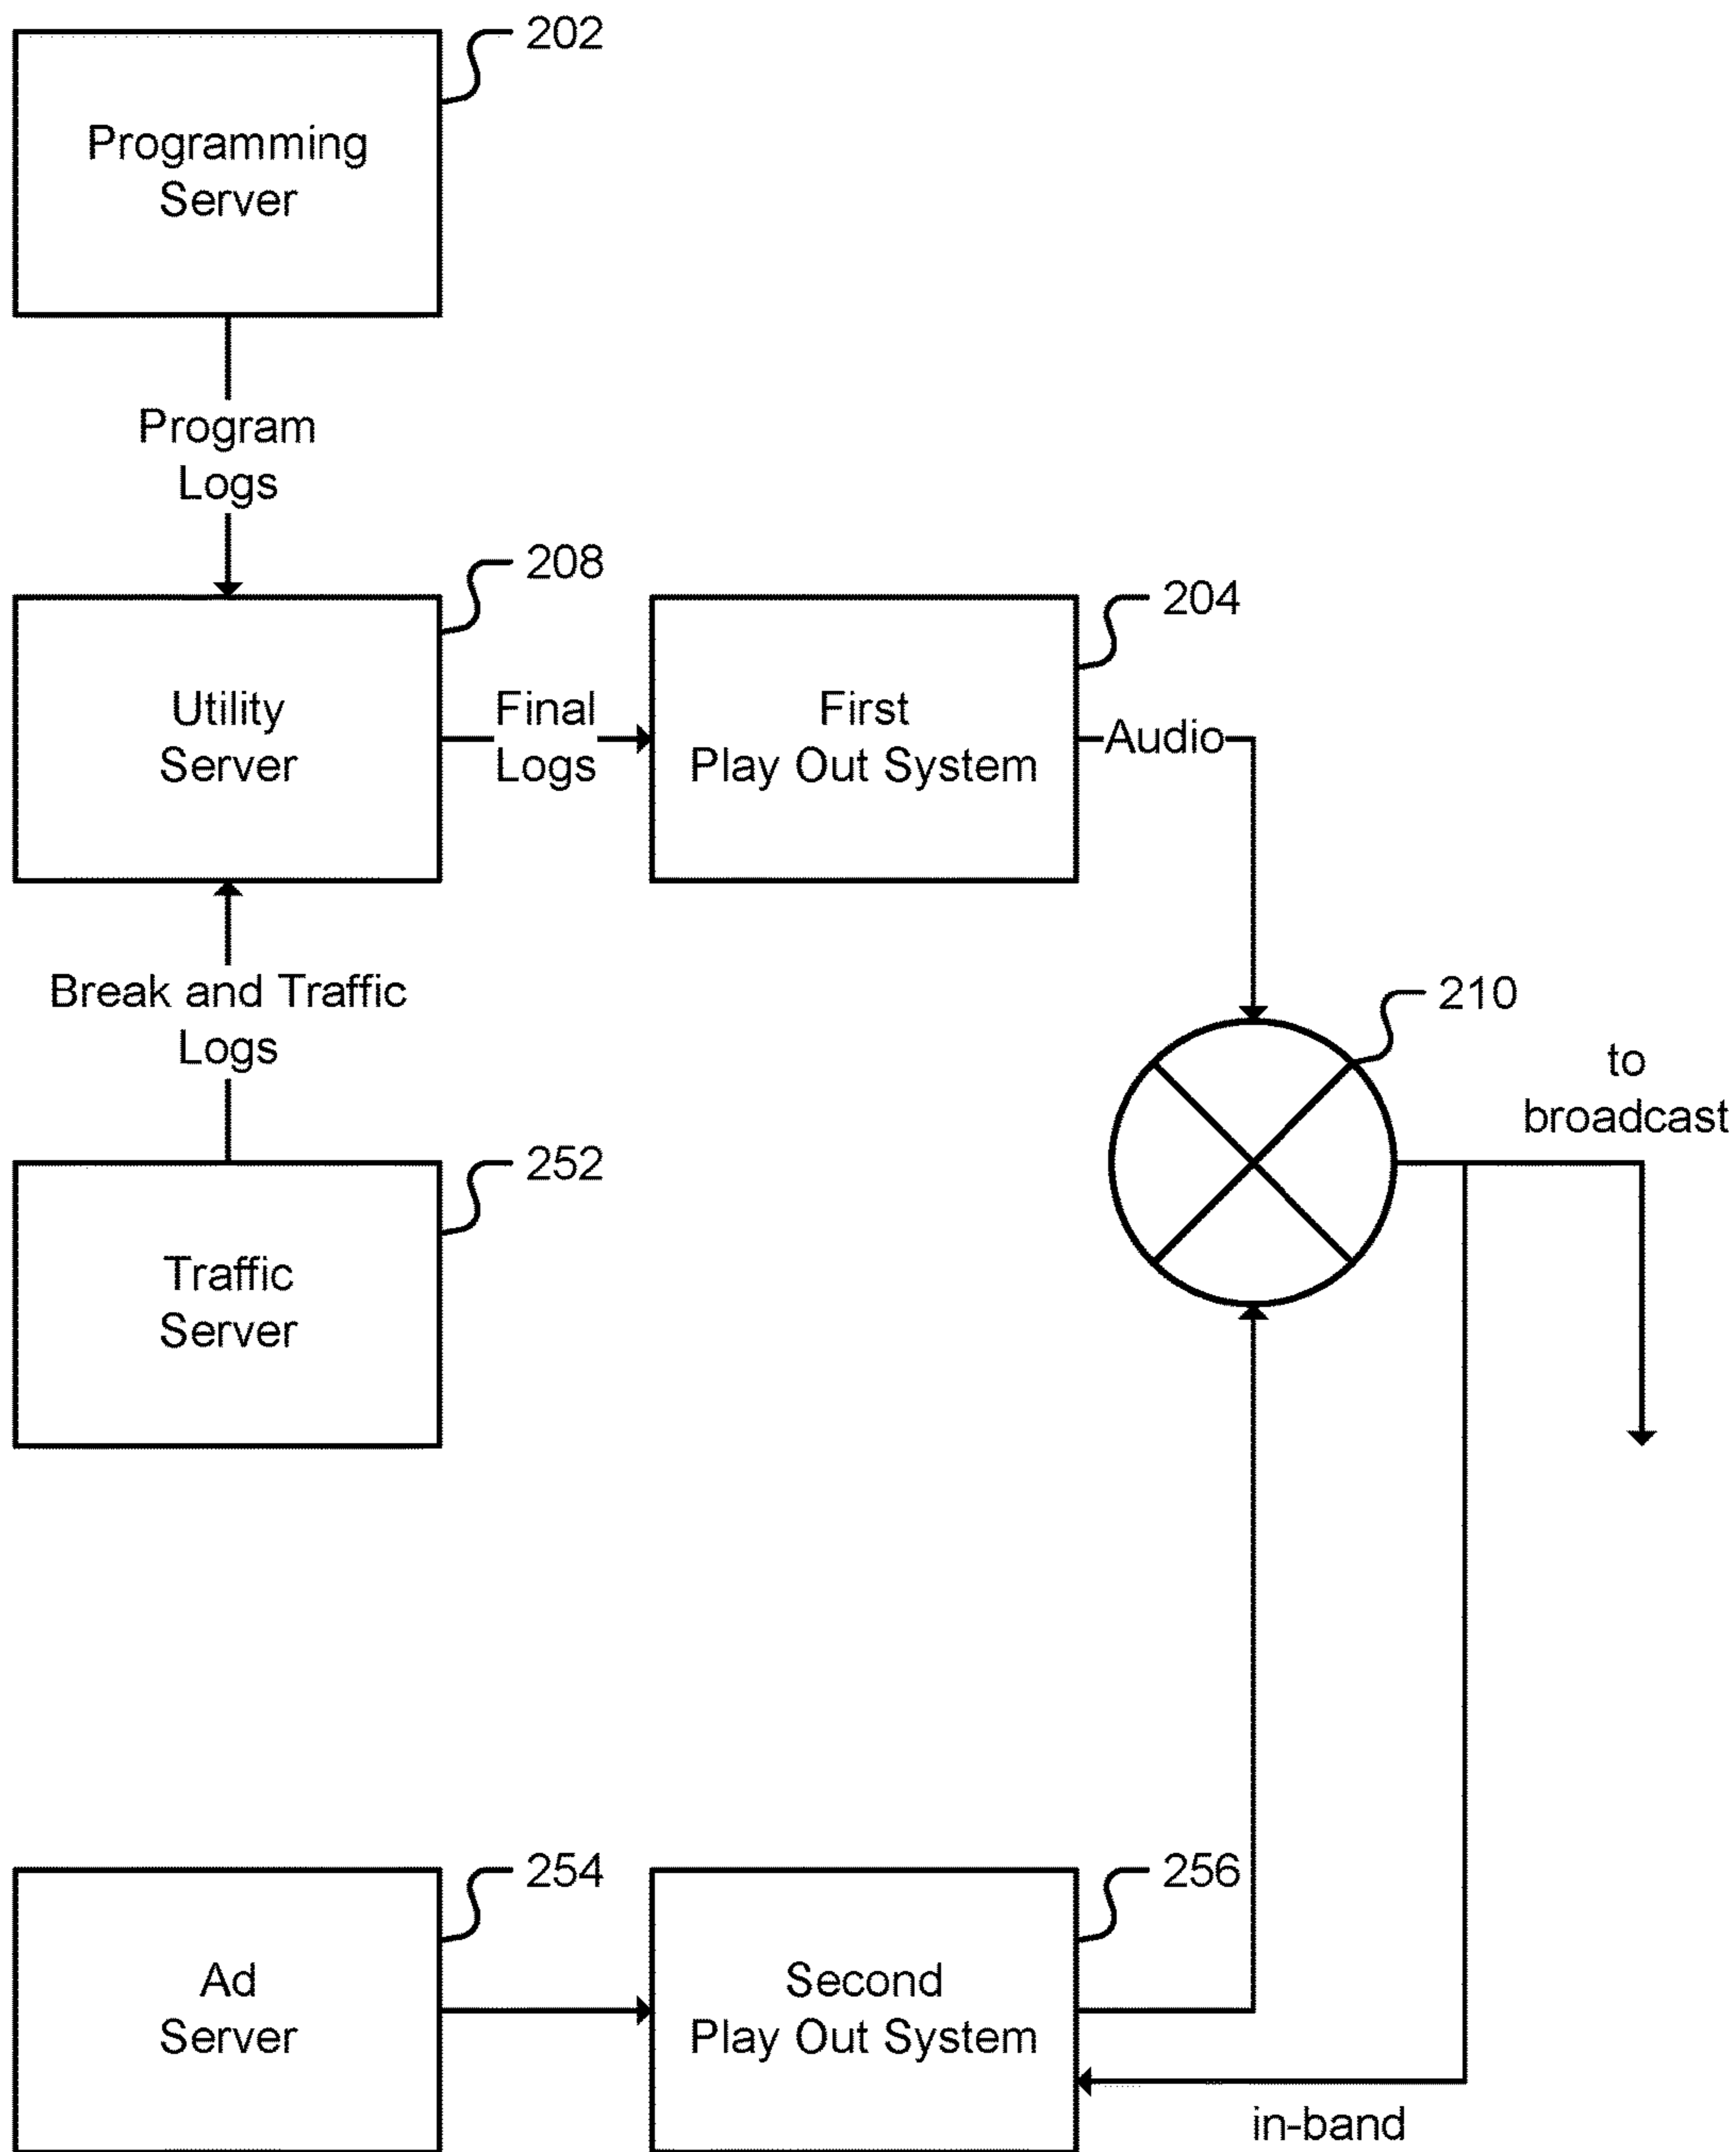 202
Programming
Server
Program
Logs
208
204
Utility
Server
Final
Logs
First
Play Out System
Audio
Break and Traffic
Logs
210
to
broadcast
252
Traffic
Server
254
256
Ad
Server
Second
Play Out System
in-band